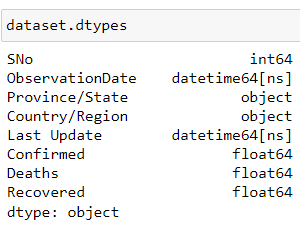 dataset.dtypes
SNo int64
ObservationDate datetime64[ns]
Province/State object
Country/Region object
Last Update datetime64[ns]
Confirmed float64
Deaths float64
Recovered float64
dtype: object